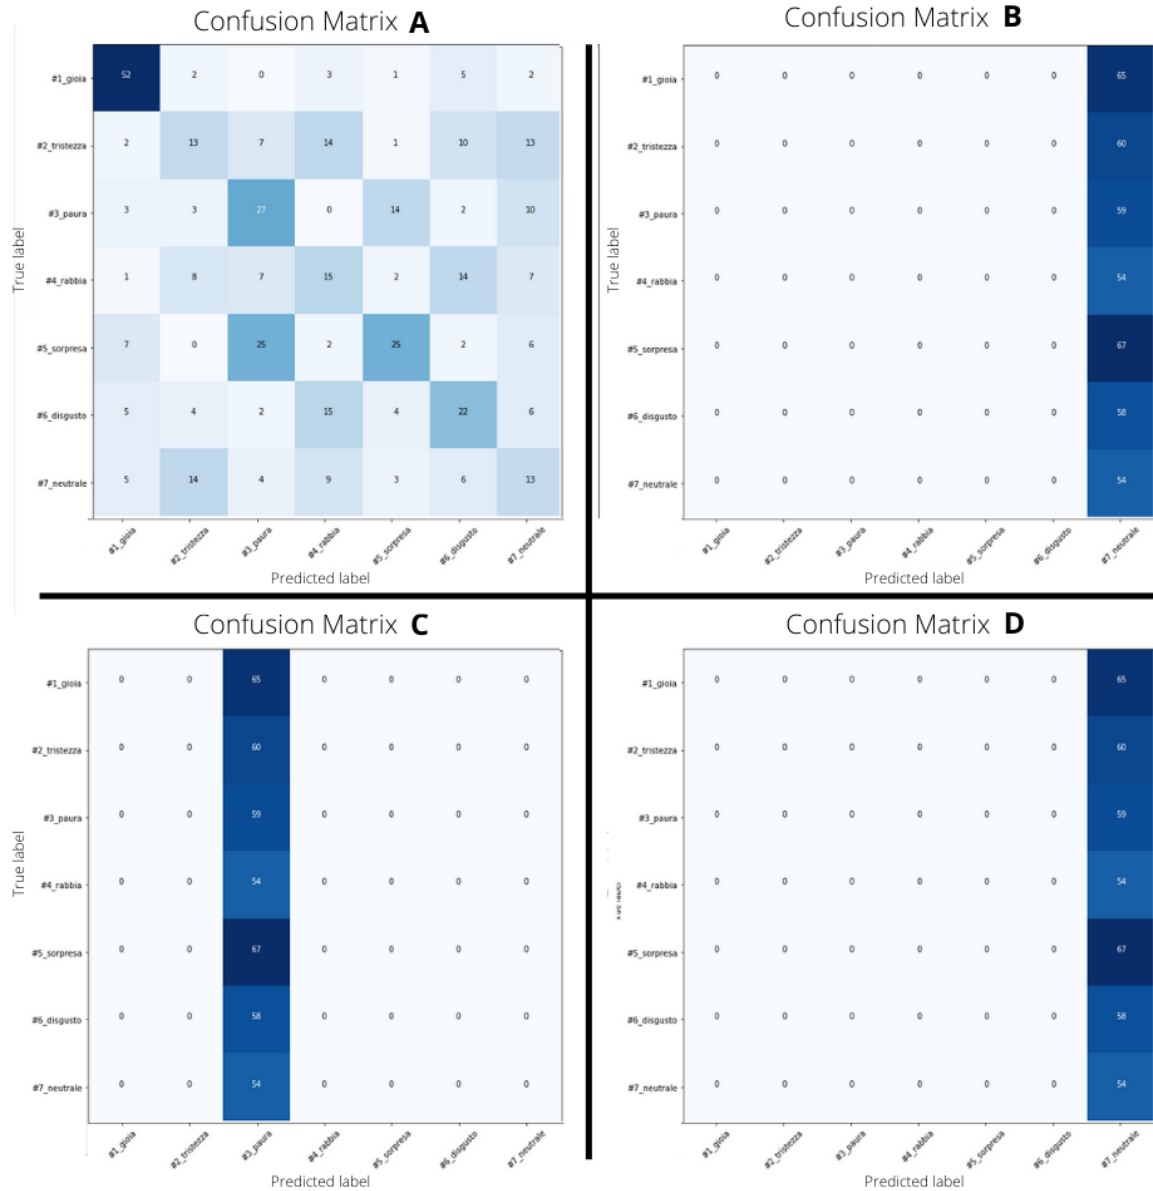 Confusion Matrix A
#1_gioia 52 2 0 3 1 5 2
#2_tristezza 2 13 7 14 1 10 13
#3_paura 3 3 27 0 14 2 10
#4_rabbia 1 8 7 15 2 14 7
#5_sorpresa 7 0 25 2 25 2 6
#6_disgusto 5 4 2 15 4 22 6
#7_neutrale 5 14 4 9 3 6 13
True label
#1_gioia #2_tristezza #3_paura #4_rabbia #5_sorpresa #6_disgusto #7_neutrale
Predicted label
Confusion Matrix B
#1_gioia 0 0 0 0 0 0 65
#2_tristezza 0 0 0 0 0 0 60
#3_paura 0 0 0 0 0 0 59
#4_rabbia 0 0 0 0 0 0 54
#5_sorpresa 0 0 0 0 0 0 67
#6_disgusto 0 0 0 0 0 0 58
#7_neutrale 0 0 0 0 0 0 54
True label
#1_gioia #2_tristezza #3_paura #4_rabbia #5_sorpresa #6_disgusto #7_neutrale
Predicted label
Confusion Matrix C
#1_gioia 0 0 65 0 0 0 0
#2_tristezza 0 0 60 0 0 0 0
#3_paura 0 0 59 0 0 0 0
#4_rabbia 0 0 54 0 0 0 0
#5_sorpresa 0 0 67 0 0 0 0
#6_disgusto 0 0 58 0 0 0 0
#7_neutrale 0 0 54 0 0 0 0
True label
#1_gioia #2_tristezza #3_paura #4_rabbia #5_sorpresa #6_disgusto #7_neutrale
Predicted label
Confusion Matrix D
#1_gioia 0 0 0 0 0 0 65
#2_tristezza 0 0 0 0 0 0 60
#3_paura 0 0 0 0 0 0 59
#4_rabbia 0 0 0 0 0 0 54
#5_sorpresa 0 0 0 0 0 0 67
#6_disgusto 0 0 0 0 0 0 58
#7_neutrale 0 0 0 0 0 0 54
#1_gioia #2_tristezza #3_paura #4_rabbia #5_sorpresa #6_disgusto #7_neutrale
Predicted label